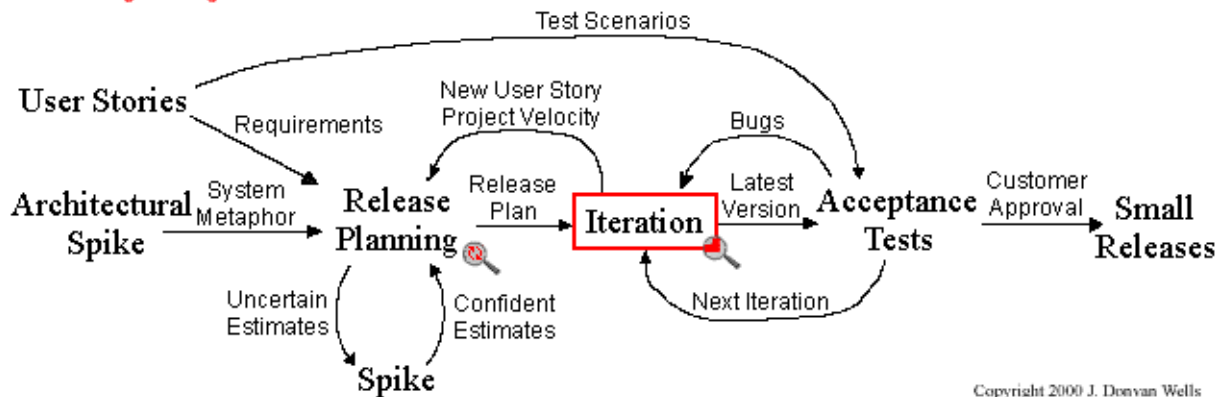 Test Scenarios
User Stories
New User Story
Project Velocity
Bugs
Requirements
Architectural
Spike
System
Metaphor
Release
Planning
Release
Plan
Iteration
Latest
Version
Acceptance
Tests
Customer
Approval
Small
Releases
Uncertain
Estimates
Confident
Estimates
Next Iteration
Spike
Copyright 2000 J. Donvan Wells